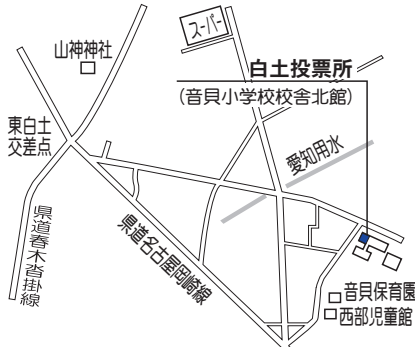 スーパー
山神神社
白土投票所
(音貝小学校校舎北館)
東白土
交差点
愛知用水
県道春木沓掛線
県道名古屋岡崎線
音貝保育園
西部児童館